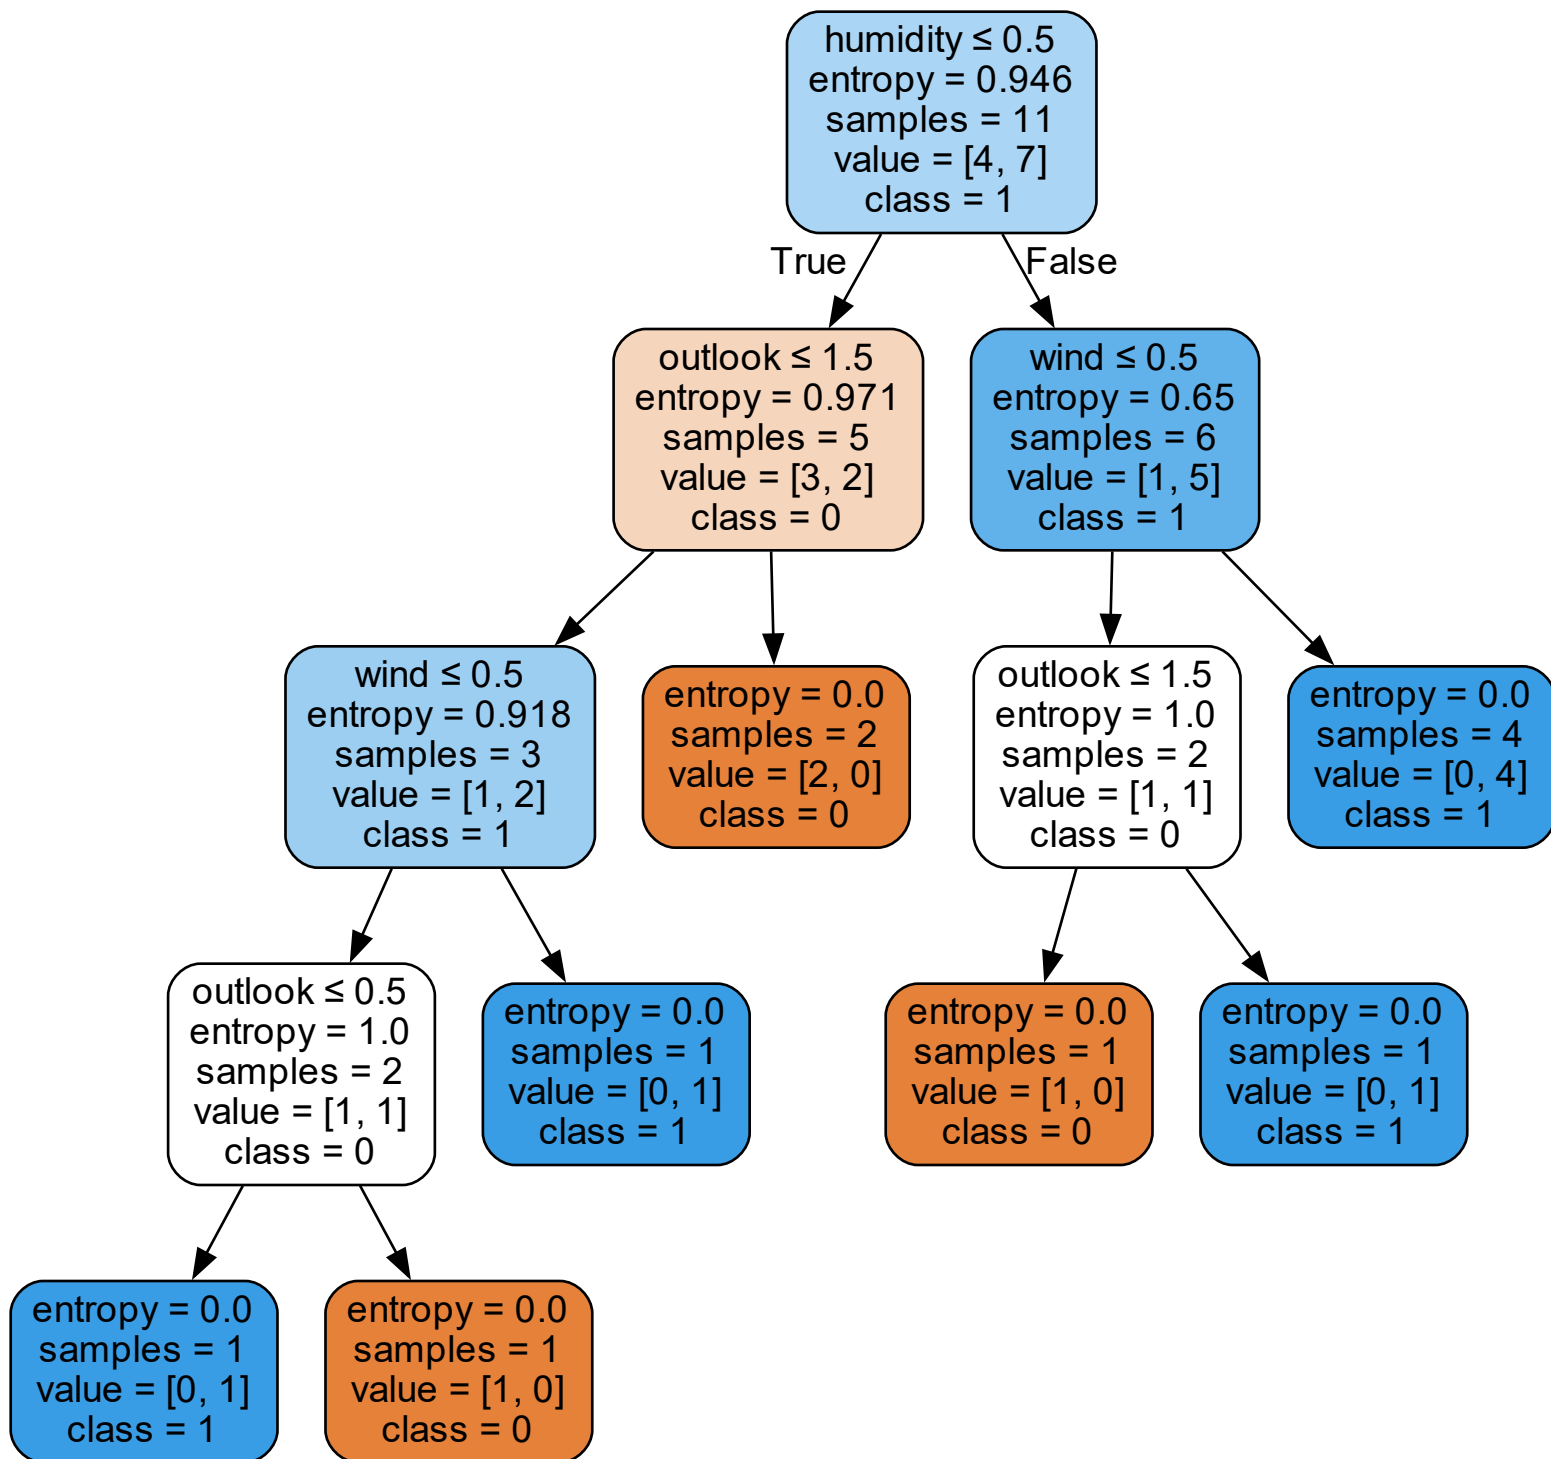 humidity ≤ 0.5
entropy = 0.946
samples = 11
value = [4, 7]
class = 1
True
False
outlook ≤ 1.5
entropy = 0.971
samples = 5
value = [3, 2]
class = 0
wind ≤ 0.5
entropy = 0.65
samples = 6
value = [1, 5]
class = 1
wind ≤ 0.5
entropy = 0.918
samples = 3
value = [1, 2]
class = 1
entropy = 0.0
samples = 2
value = [2, 0]
class = 0
outlook ≤ 1.5
entropy = 1.0
samples = 2
value = [1, 1]
class = 0
entropy = 0.0
samples = 4
value = [0, 4]
class = 1
outlook ≤ 0.5
entropy = 1.0
samples = 2
value = [1, 1]
class = 0
entropy = 0.0
samples = 1
value = [0, 1]
class = 1
entropy = 0.0
samples = 1
value = [1, 0]
class = 0
entropy = 0.0
samples = 1
value = [0, 1]
class = 1
entropy = 0.0
samples = 1
value = [0, 1]
class = 1
entropy = 0.0
samples = 1
value = [1, 0]
class = 0